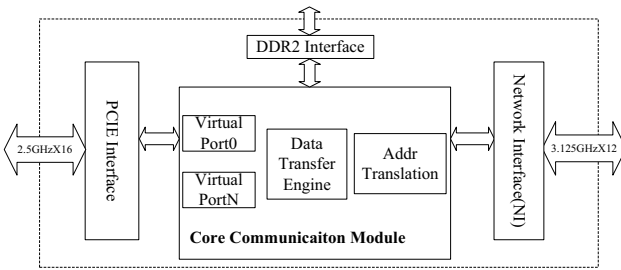 DDR2 Interface
PCIE Interface
2.5GHzX16
Virtual
Port0
Virtual
PortN
Data
Transfer
Engine
Addr
Translation
Core Communicaiton Module
Network Interface(NI)
3.125GHzX12